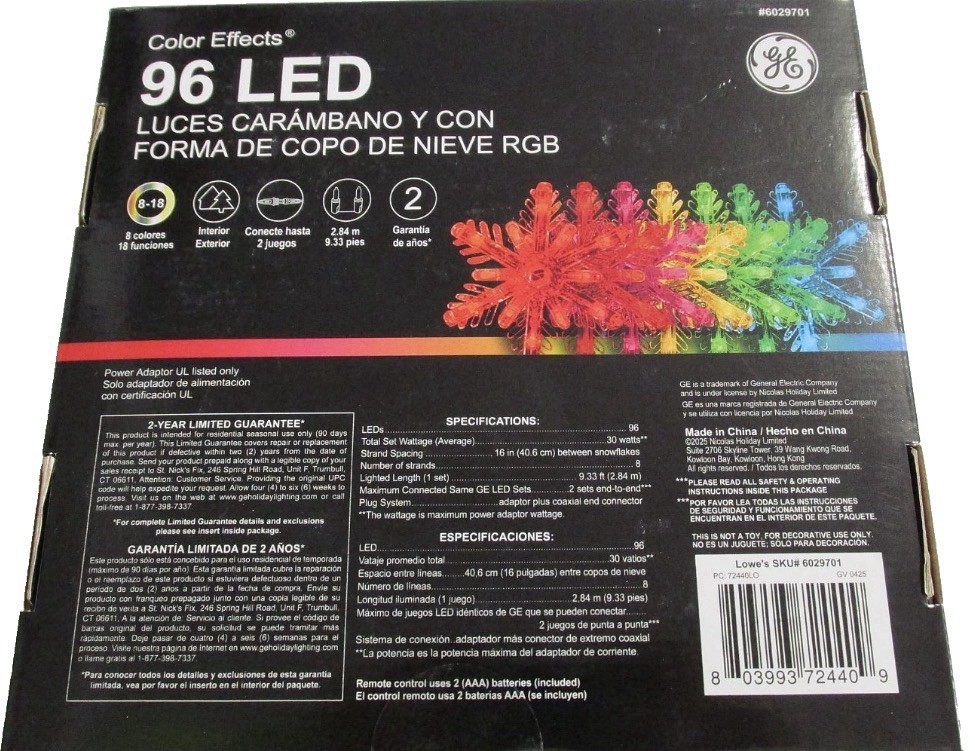 #6029701
Color Effects®
GE
96 LED
LUCES CARÁMBANO Y CON
FORMA DE COPO DE NIEVE RGB
8-18
8 colores
18 funciones
Interior
Exterior
Conecte hasta
2 juegos
2.84 m
9.33 pies
2
Garantía
de años*
Power Adaptor UL listed only
Solo adaptador de alimentación
con certificación UL
2-YEAR LIMITED GUARANTEE*
This product is intended for residential seasonal use only (90 days
max. per year). This Limited Guarantee covers repair or replacement
of this product if defective within two (2) years from the date of
purchase. Send your product prepaid along with a legible copy of your
sales receipt to St. Nick's Fix, 246 Spring Hill Road, Unit F, Trumbull,
CT 06611, Attention: Customer Service. Providing the original UPC
code will help expedite your request. Allow four (4) to six (6) weeks to
process. Visit us on the web at www.geholidaylighting.com or call
toll-free at 1-877-398-7337.
*For complete Limited Guarantee details and exclusions
please see insert inside package.
GARANTÍA LIMITADA DE 2 AÑOS*
Este producto sólo está concebido para el uso residencial de temporada
(máximo de 90 días por año). Esta garantía limitada cubre la reparación
o el reemplazo de este producto si estuviera defectuoso dentro de un
período de dos (2) años a partir de la fecha de compra. Envíe su
producto con franqueo prepagado junto con una copia legible de su
recibo de venta a St. Nick's Fix, 246 Spring Hill Road, Unit F, Trumbull,
CT 06611, A la atención de: Servicio al cliente. Si provee el código de
barras original del producto, su solicitud se puede tramitar más
rápidamente. Deje pasar de cuatro (4) a seis (6) semanas para el
proceso. Visite nuestra página de Internet en www.geholidaylighting.com
o llame gratis al 1-877-398-7337.
*Para conocer todos los detalles y exclusiones de esta garantía
limitada, vea por favor el inserto en el interior del paquete.
SPECIFICATIONS:
LEDs 96
Total Set Wattage (Average) 30 watts**
Strand Spacing 16 in (40.6 cm) between snowflakes
Number of strands 8
Lighted Length (1 set) 9.33 ft (2.84 m)
Maximum Connected Same GE LED Sets 2 sets end-to-end***
Plug System adaptor plus coaxial end connector
**The wattage is maximum power adaptor wattage.
ESPECIFICACIONES:
LED 96
Vataje promedio total 30 vatios**
Espacio entre líneas 40,6 cm (16 pulgadas) entre copos de nieve
Número de líneas 8
Longitud iluminada (1 juego) 2.84 m (9.33 pies)
Máximo de juegos LED idénticos de GE que se pueden conectar
2 juegos de punta a punta***
Sistema de conexión..adaptador más conector de extremo coaxial
**La potencia es la potencia máxima del adaptador de corriente.
Remote control uses 2 (AAA) batteries (included)
El control remoto usa 2 baterías AAA (se incluyen)
GE is a trademark of General Electric Company
and is under license by Nicolas Holiday Limited
GE es una marca registrada de General Electric Company
y se utiliza con licencia por Nicolas Holiday Limited
Made in China / Hecho en China
©2025 Nicolas Holiday Limited
Suite 2706 Skyline Tower, 39 Wang Kwong Road,
Kowloon Bay, Kowloon, Hong Kong
All rights reserved. / Todos los derechos reservados.
***PLEASE READ ALL SAFETY & OPERATING
INSTRUCTIONS INSIDE THIS PACKAGE
***POR FAVOR LEA TODAS LAS INSTRUCCIONES
DE SEGURIDAD Y FUNCIONAMIENTO QUE SE
ENCUENTRAN EN EL INTERIOR DE ESTE PAQUETE.
THIS IS NOT A TOY. FOR DECORATIVE USE ONLY.
NO ES UN JUGUETE; SÓLO PARA DECORACIÓN.
Lowe's SKU# 6029701
PC: 72440LO GV 0425
8 03993 72440 9